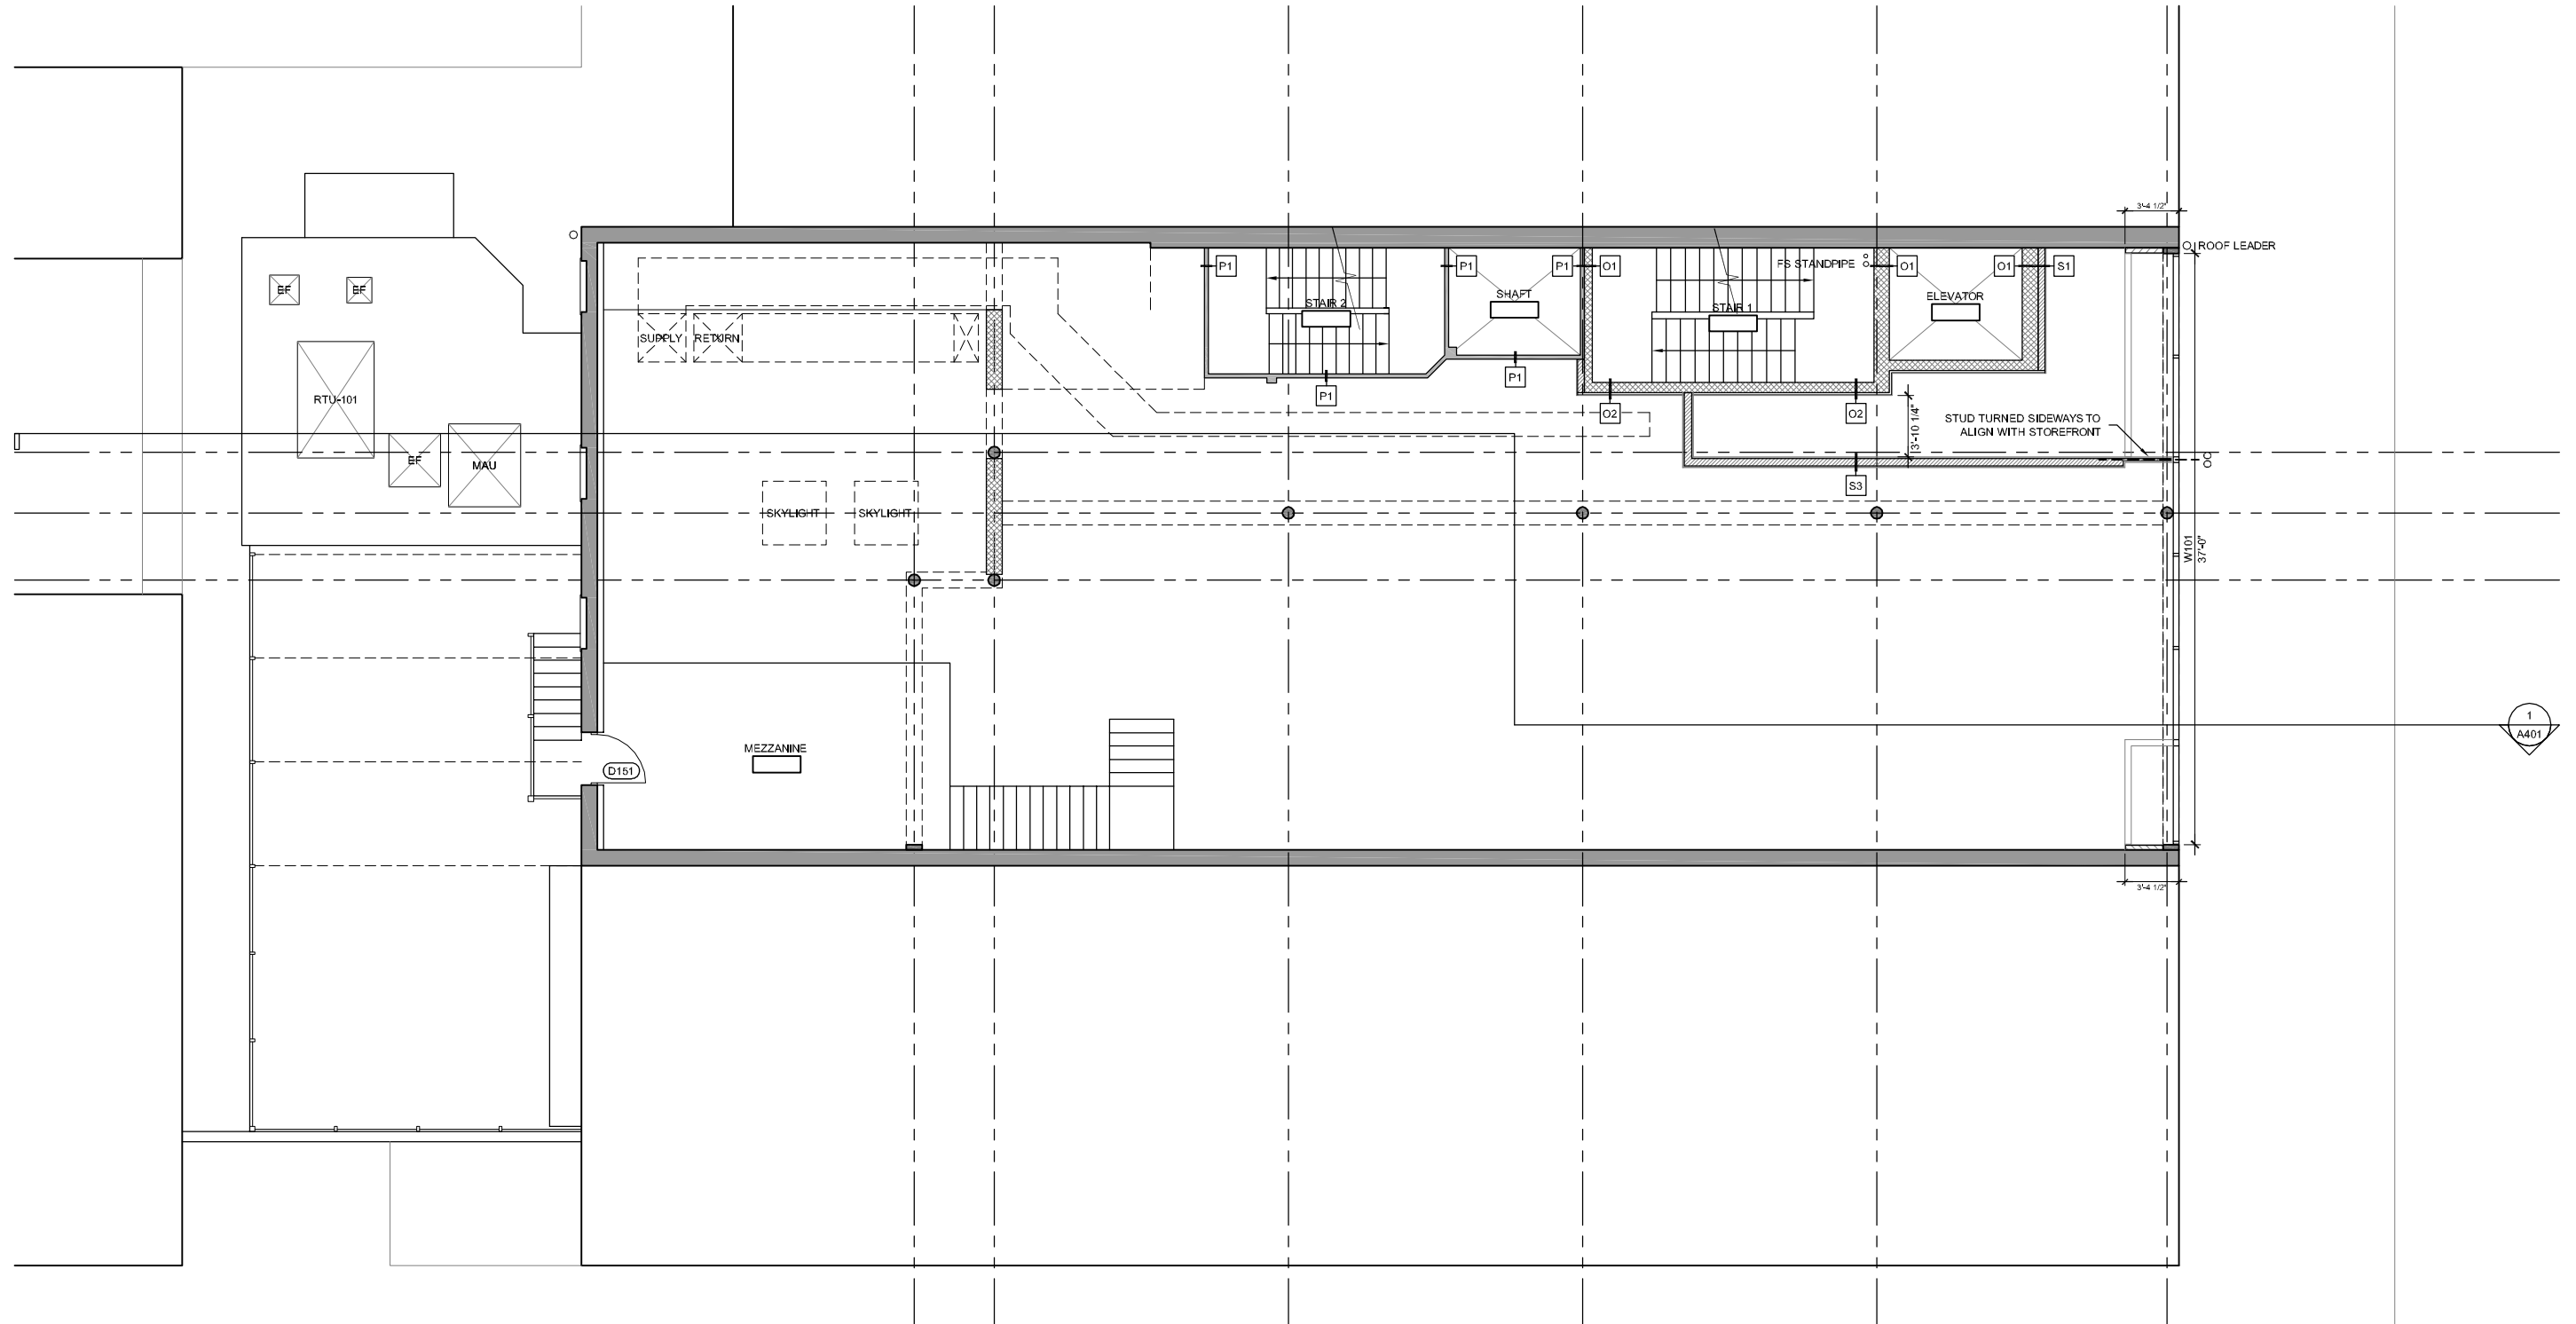 3'-4 1/2"
ROOF LEADER
P1
P1
P1
O1
FS STANDPIPE
O1
O1
S1
EF
EF
SHAFT
ELEVATOR
STAIR 2
STAIR 1
SUPPLY
RETURN
P1
P1
RTU-101
O2
O2
3'-10 1/4"
STUD TURNED SIDEWAYS TO
ALIGN WITH STOREFRONT
EF
MAU
S3
SKYLIGHT
SKYLIGHT
W101
37'-0"
1
A401
MEZZANINE
D151
3'-4 1/2"